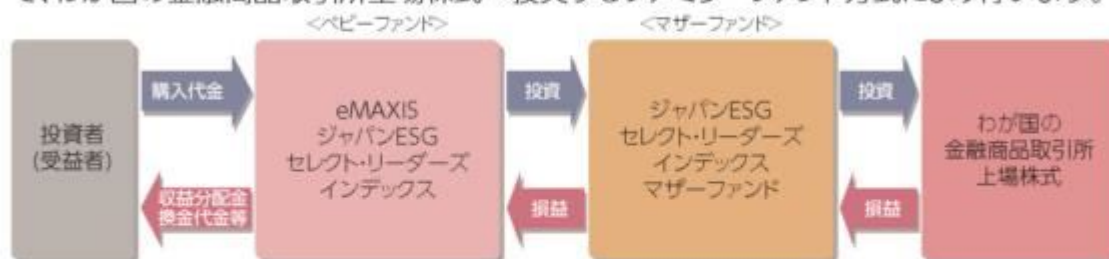 <ベビーファンド>
<マザーファンド>
投資者
(受益者)
購入代金
収益分配金
換金代金等
eMAXIS
ジャパンESG
セレクト・リーダーズ
インデックス
投資
損益
ジャパンESG
セレクト・リーダーズ
インデックス
マザーファンド
投資
損益
わが国の
金融商品取引所
上場株式